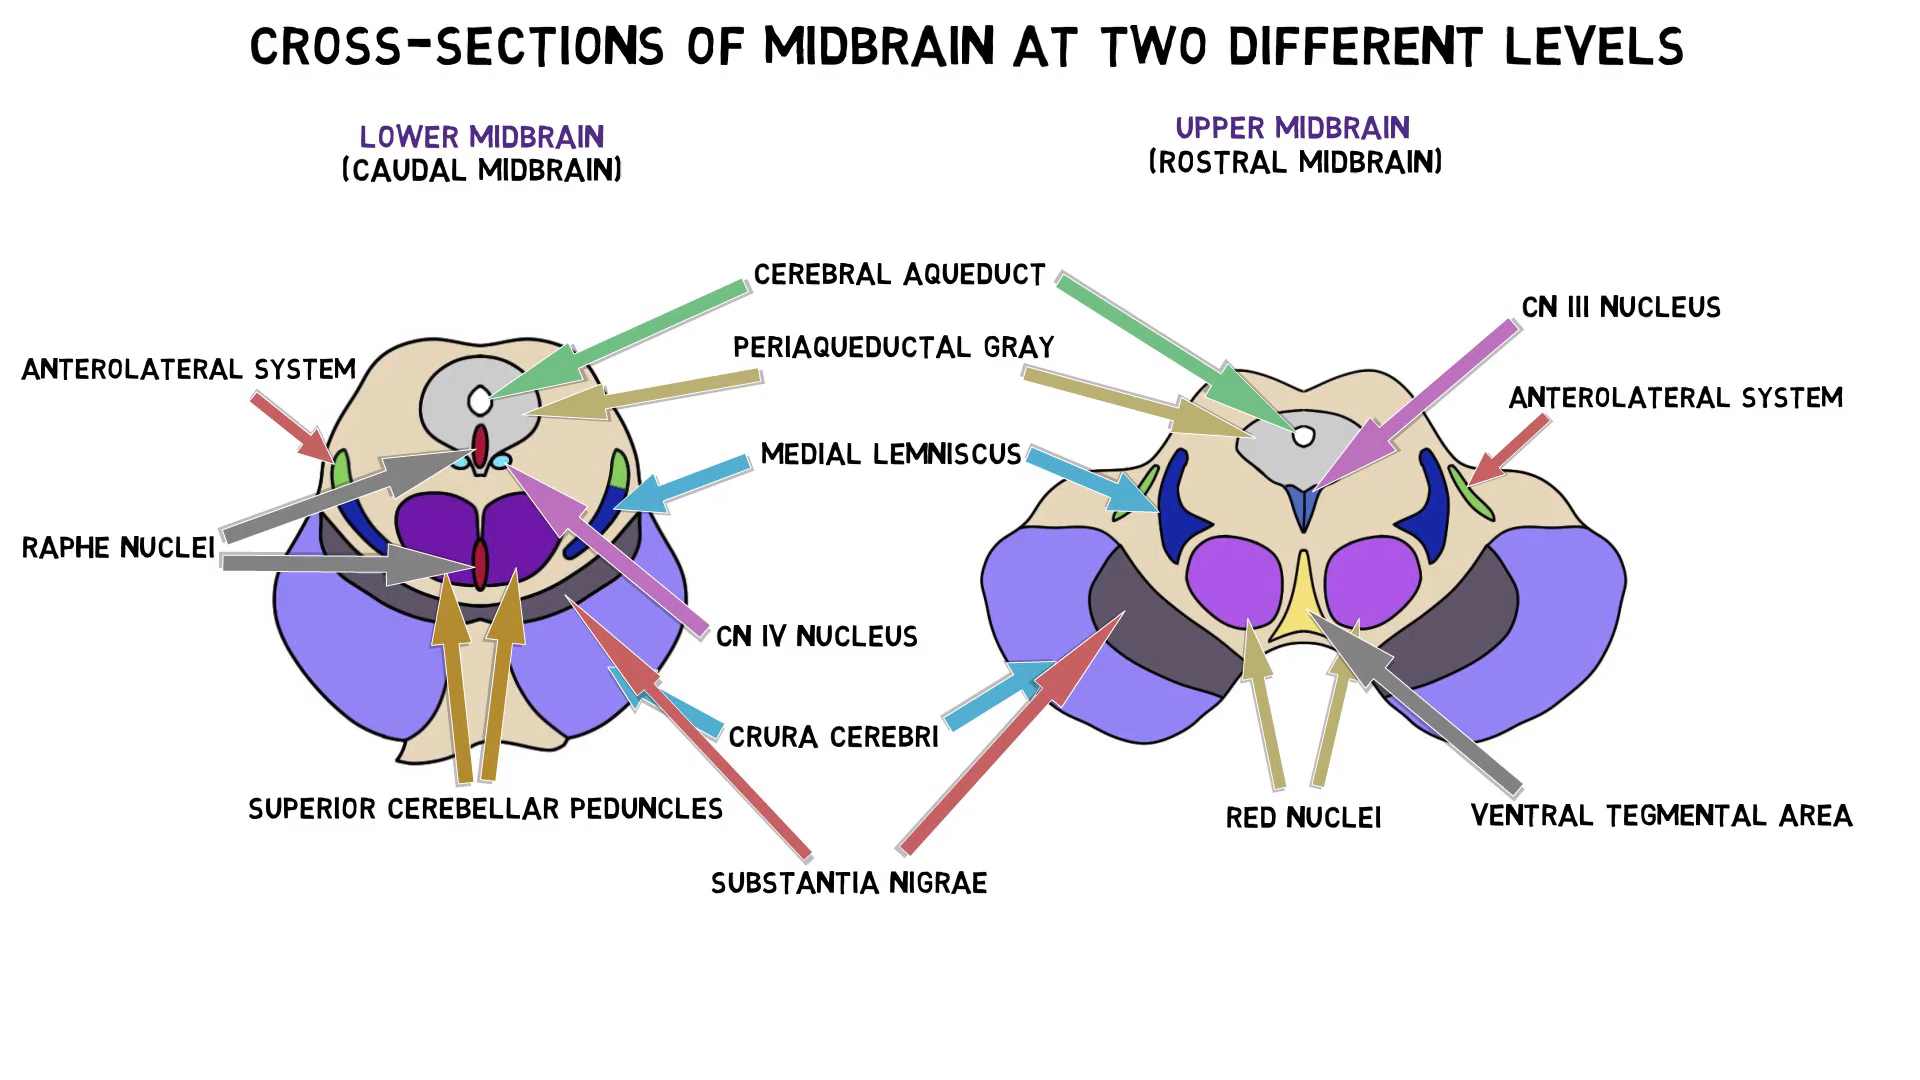 CROSS-SECTIONS OF MIDBRAIN AT TWO DIFFERENT LEVELS
LOWER MIDBRAIN
(CAUDAL MIDBRAIN)
UPPER MIDBRAIN
(ROSTRAL MIDBRAIN)
CEREBRAL AQUEDUCT
CN III NUCLEUS
PERIAQUEDUCTAL GRAY
ANTEROLATERAL SYSTEM
ANTEROLATERAL SYSTEM
MEDIAL LEMNISCUS
RAPHE NUCLEI
CN IV NUCLEUS
CRURA CEREBRI
SUPERIOR CEREBELLAR PEDUNCLES
RED NUCLEI
VENTRAL TEGMENTAL AREA
SUBSTANTIA NIGRAE